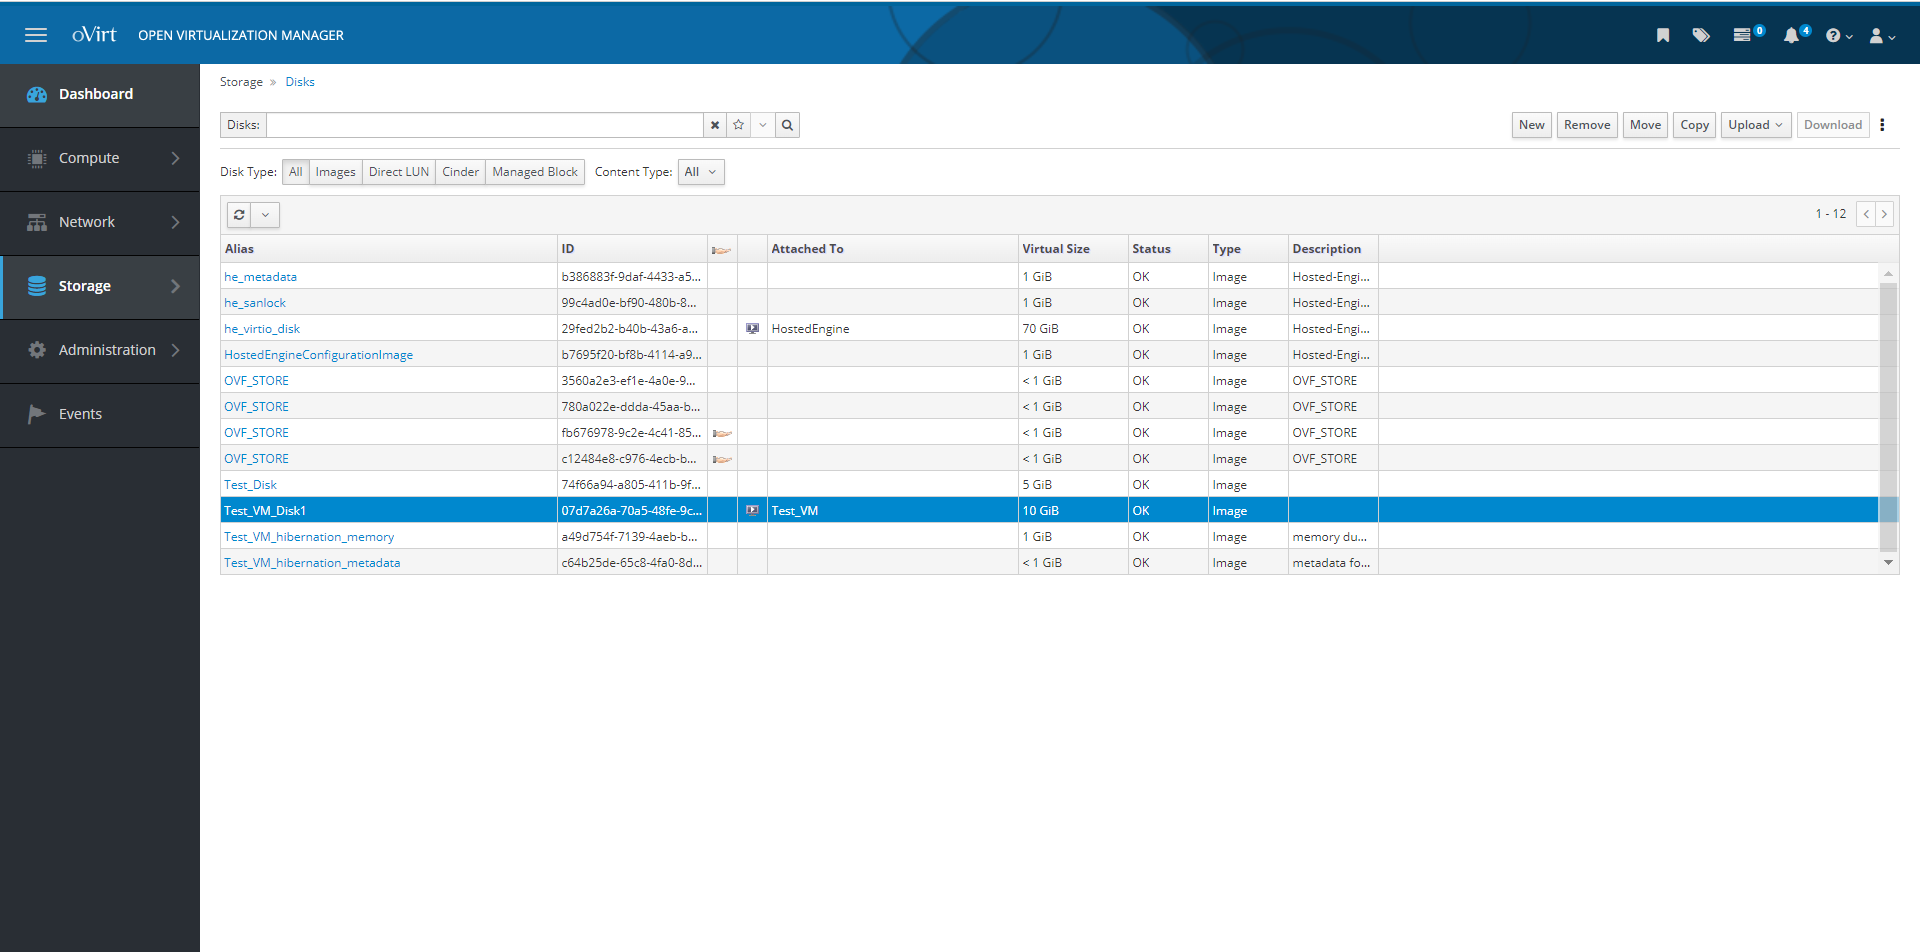 oVirt OPEN VIRTUALIZATION MANAGER 0 4
Dashboard
Compute
Network
Storage
Administration
Events
Storage » Disks
Disks:
New Remove Move Copy Upload Download
Disk Type: All Images Direct LUN Cinder Managed Block Content Type: All
1 - 12
Alias ID Attached To Virtual Size Status Type Description
he_metadata b386883f-9daf-4433-a5... 1 GiB OK Image Hosted-Engi...
he_sanlock 99c4ad0e-bf90-480b-8... 1 GiB OK Image Hosted-Engi...
he_virtio_disk 29fed2b2-b40b-43a6-a... HostedEngine 70 GiB OK Image Hosted-Engi...
HostedEngineConfigurationImage b7695f20-bf8b-4114-a9... 1 GiB OK Image Hosted-Engi...
OVF_STORE 3560a2e3-ef1e-4a0e-9... < 1 GiB OK Image OVF_STORE
OVF_STORE 780a022e-ddda-45aa-b... < 1 GiB OK Image OVF_STORE
OVF_STORE fb676978-9c2e-4c41-85... < 1 GiB OK Image OVF_STORE
OVF_STORE c12484e8-c976-4ecb-b... < 1 GiB OK Image OVF_STORE
Test_Disk 74f66a94-a805-411b-9f... 5 GiB OK Image
Test_VM_Disk1 07d7a26a-70a5-48fe-9c... Test_VM 10 GiB OK Image
Test_VM_hibernation_memory a49d754f-7139-4aeb-b... 1 GiB OK Image memory du...
Test_VM_hibernation_metadata c64b25de-65c8-4fa0-8d... < 1 GiB OK Image metadata fo...